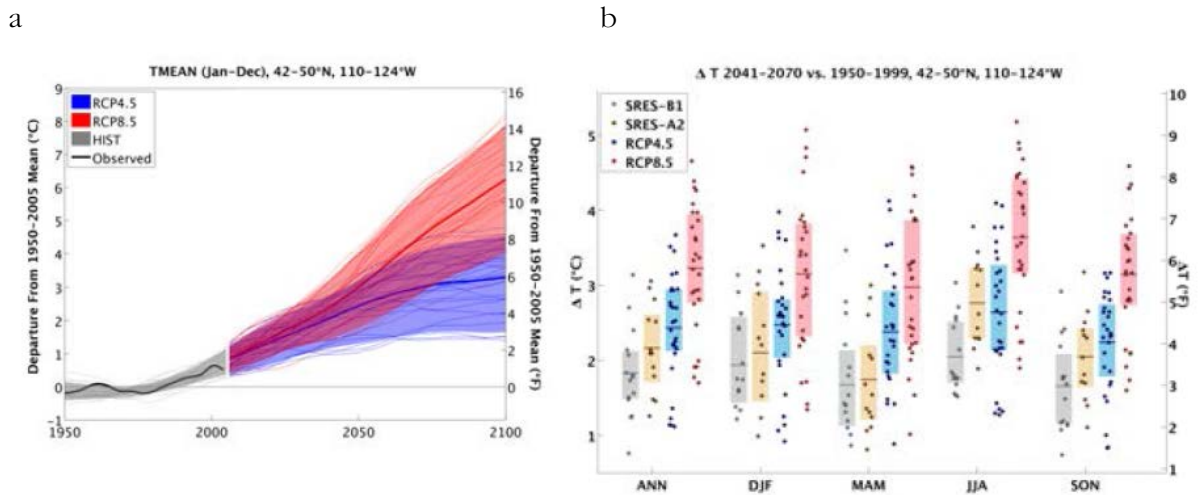 a
b
TMEAN (Jan-Dec), 42-50°N, 110-124°W
Departure From 1950-2005 Mean (°C)
9
8
7
6
5
4
3
2
1
0
-1
RCP4.5
RCP8.5
HIST
Observed
1950
2000
2050
2100
16
14
12
10
8
6
4
2
0
Departure From 1950-2005 Mean (°F)
Δ T 2041-2070 vs. 1950-1999, 42-50°N, 110-124°W
Δ T (°C)
5
4
3
2
1
SRES-B1
SRES-A2
RCP4.5
RCP8.5
ANN
DJF
MAM
JJA
SON
10
9
8
7
6
5
4
3
2
1
ΔT (°F)